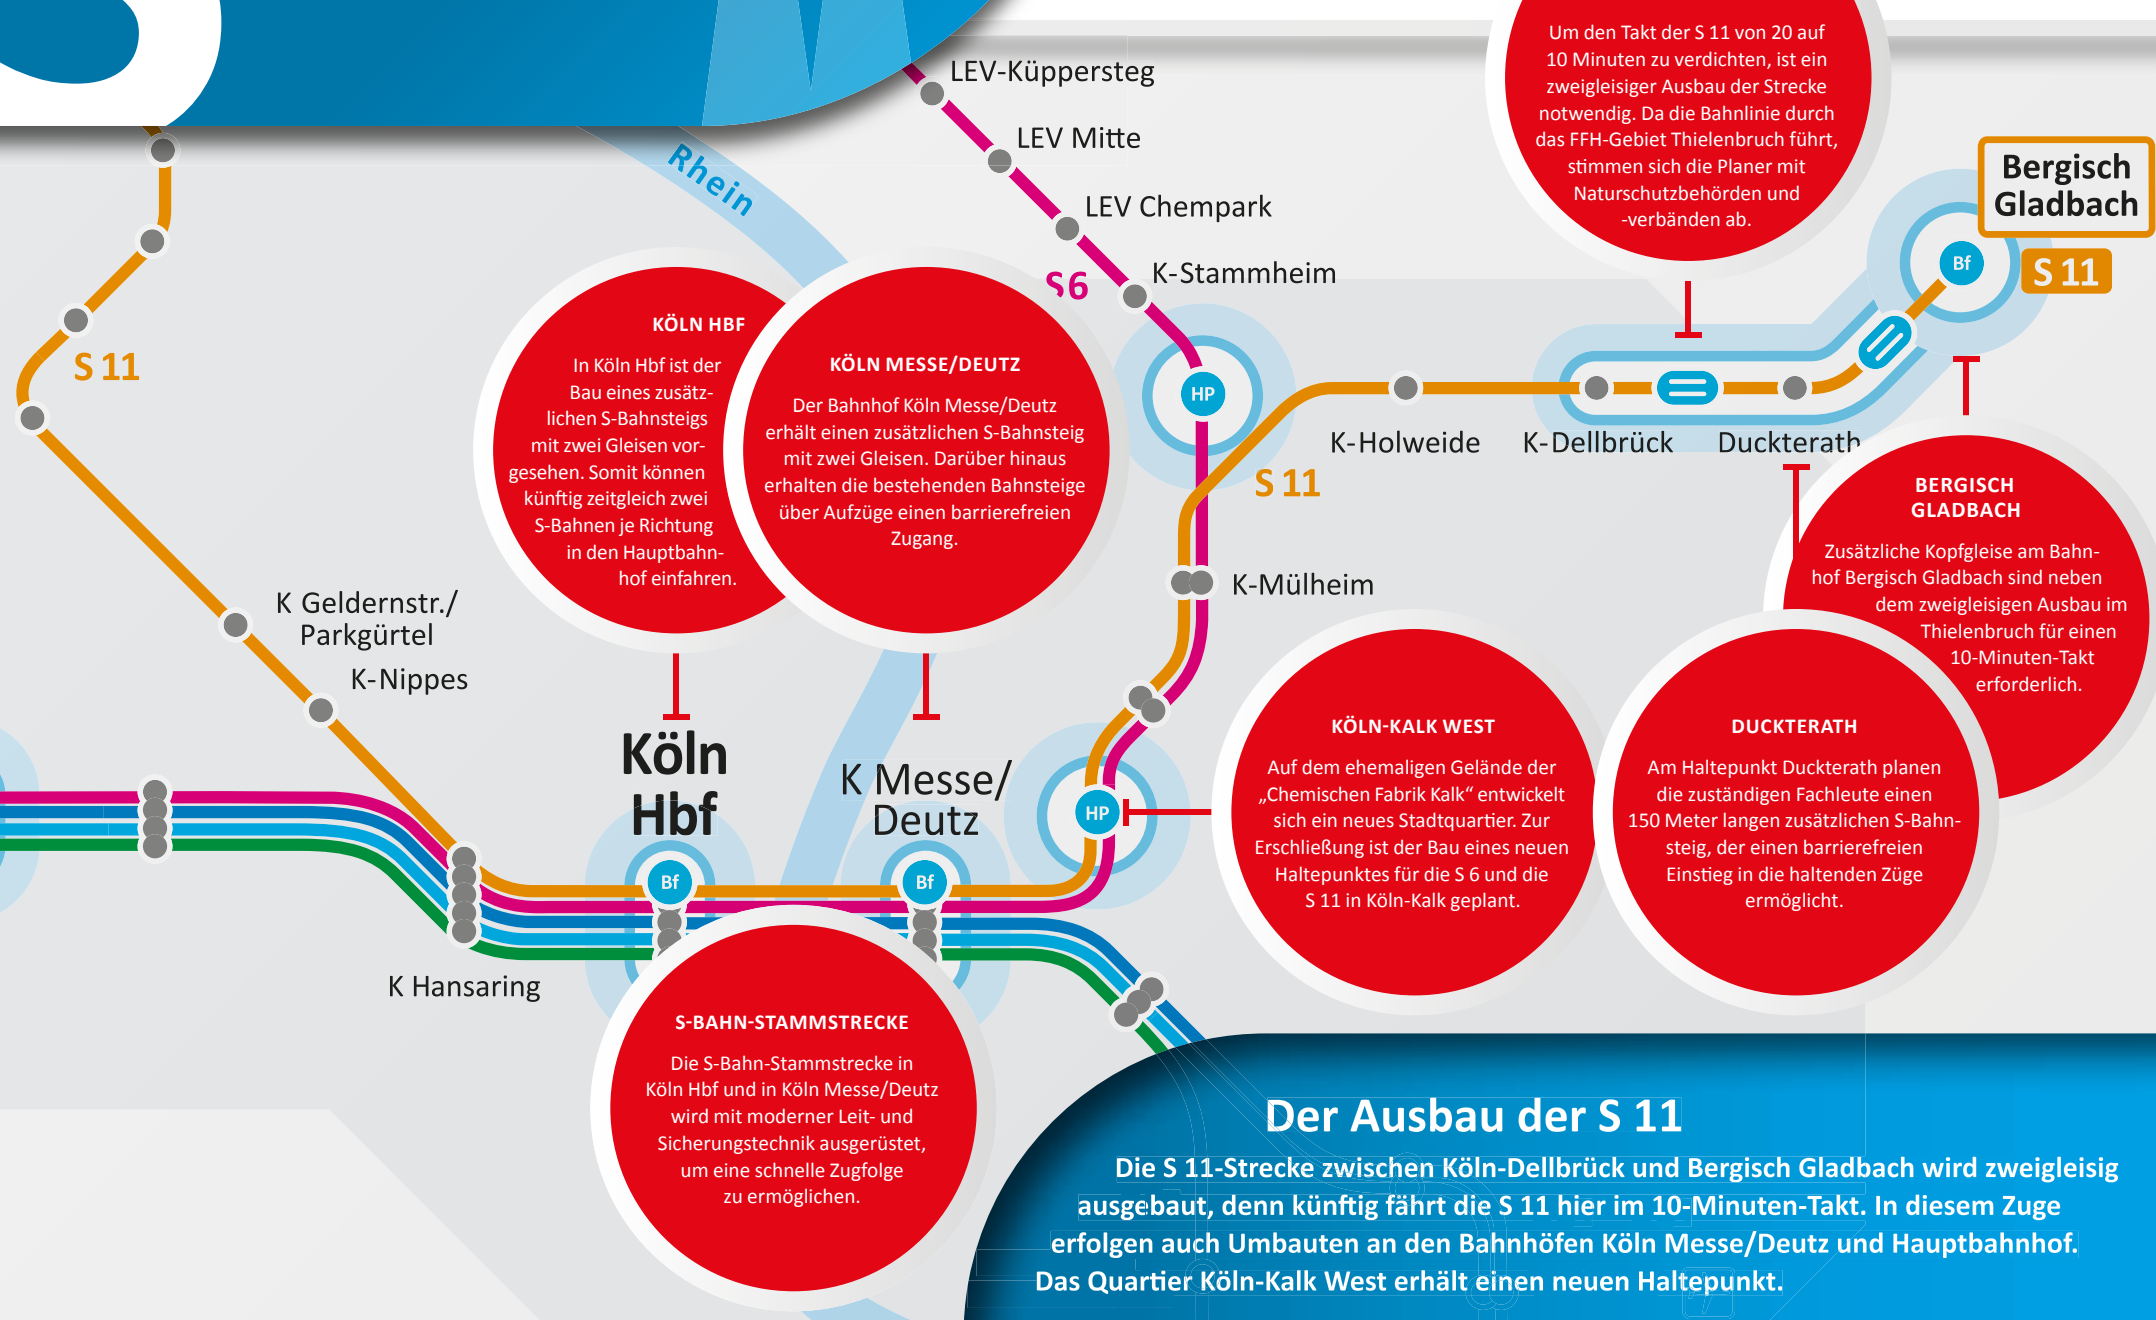 LEV-Küppersteg
LEV Mitte
LEV Chempark
K-Stammheim
S6
Rhein
Um den Takt der S 11 von 20 auf
10 Minuten zu verdichten, ist ein
zweigleisiger Ausbau der Strecke
notwendig. Da die Bahnlinie durch
das FFH-Gebiet Thielenbruch führt,
stimmen sich die Planer mit
Naturschutzbehörden und
-verbänden ab.
Bergisch
Gladbach
Bf
S 11
S 11
KÖLN HBF
In Köln Hbf ist der
Bau eines zusätz-
lichen S-Bahnsteigs
mit zwei Gleisen vor-
gesehen. Somit können
künftig zeitgleich zwei
S-Bahnen je Richtung
in den Hauptbahn-
hof einfahren.
KÖLN MESSE/DEUTZ
Der Bahnhof Köln Messe/Deutz
erhält einen zusätzlichen S-Bahnsteig
mit zwei Gleisen. Darüber hinaus
erhalten die bestehenden Bahnsteige
über Aufzüge einen barrierefreien
Zugang.
HP
S 11
K-Holweide
K-Dellbrück
Duckterath
K-Mülheim
BERGISCH
GLADBACH
Zusätzliche Kopfgleise am Bahn-
hof Bergisch Gladbach sind neben
dem zweigleisigen Ausbau im
Thielenbruch für einen
10-Minuten-Takt
erforderlich.
K Geldernstr./
Parkgürtel
K-Nippes
Köln
Hbf
K Messe/
Deutz
Bf
Bf
HP
KÖLN-KALK WEST
Auf dem ehemaligen Gelände der
„Chemischen Fabrik Kalk“ entwickelt
sich ein neues Stadtquartier. Zur
Erschließung ist der Bau eines neuen
Haltepunktes für die S 6 und die
S 11 in Köln-Kalk geplant.
DUCKTERATH
Am Haltepunkt Duckterath planen
die zuständigen Fachleute einen
150 Meter langen zusätzlichen S-Bahn-
steig, der einen barrierefreien
Einstieg in die haltenden Züge
ermöglicht.
K Hansaring
S-BAHN-STAMMSTRECKE
Die S-Bahn-Stammstrecke in
Köln Hbf und in Köln Messe/Deutz
wird mit moderner Leit- und
Sicherungstechnik ausgerüstet,
um eine schnelle Zugfolge
zu ermöglichen.
Der Ausbau der S 11
Die S 11-Strecke zwischen Köln-Dellbrück und Bergisch Gladbach wird zweigleisig
ausgebaut, denn künftig fährt die S 11 hier im 10-Minuten-Takt. In diesem Zuge
erfolgen auch Umbauten an den Bahnhöfen Köln Messe/Deutz und Hauptbahnhof.
Das Quartier Köln-Kalk West erhält einen neuen Haltepunkt.